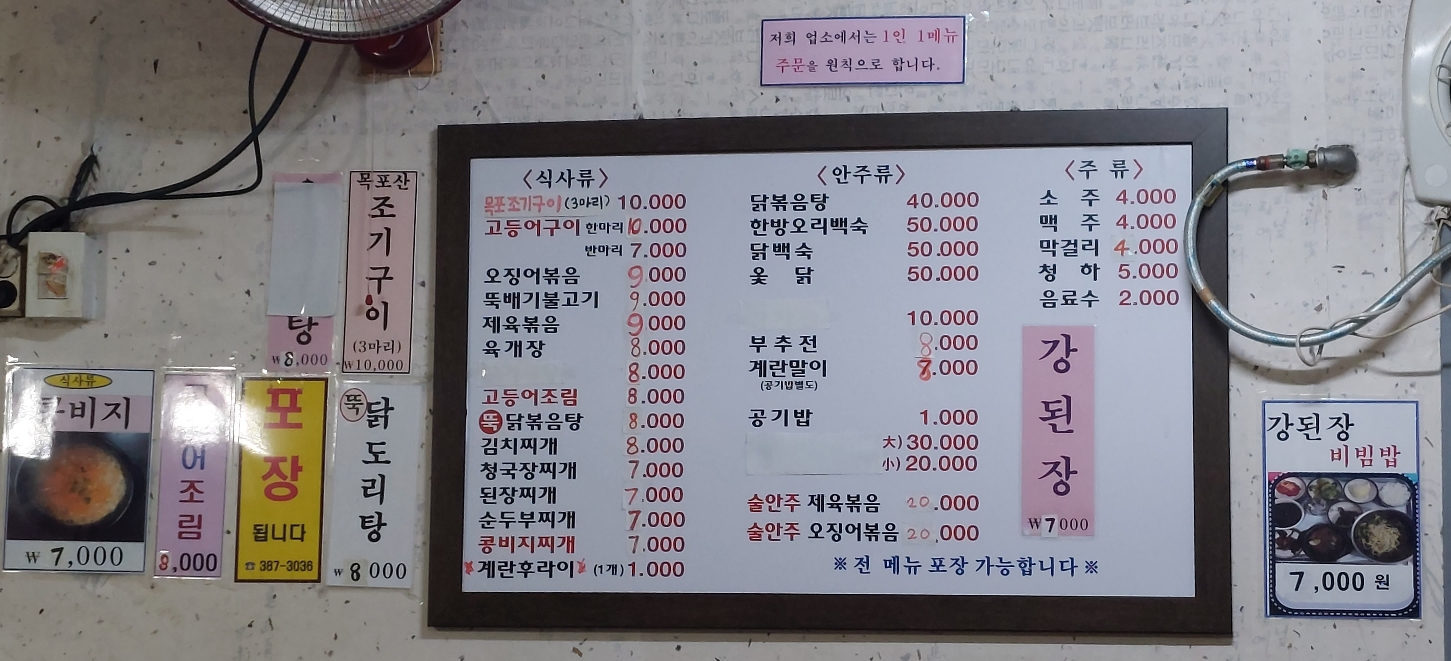 저희 업소에서는 1인 1메뉴
주문을 원칙으로 합니다.
<식사류>
목포조기구이 (3마리) 10.000
고등어구이 한마리 10.000
반마리 7.000
오징어볶음 9.000
뚝배기불고기 9.000
제육볶음 9.000
육개장 8.000
8.000
고등어조림 8.000
뚝 닭볶음탕 8.000
김치찌개 8.000
청국장찌개 7.000
된장찌개 7.000
순두부찌개 7.000
콩비지찌개 7.000
계란후라이 (1개) 1.000
<안주류>
닭볶음탕 40.000
한방오리백숙 50.000
닭백숙 50.000
옻 닭 50.000
10.000
부추전 8.000
계란말이 8.000
(공기밥별도)
공기밥 1.000
大) 30.000
小) 20.000
술안주 제육볶음 20.000
술안주 오징어볶음 20,000
※ 전 메뉴 포장 가능합니다 ※
<주 류>
소 주 4.000
맥 주 4.000
막걸리 4.000
청 하 5.000
음료수 2.000
강
된
장
₩7000
탕
₩8,000
목포산
조
기
구
이
(3마리)
₩10,000
식사류
비지
₩ 7,000
어
조
림
8,000
포
장
됩니다
☎ 387-3036
뚝 닭
도
리
탕
₩ 8 000
강된장
비빔밥
7,000 원